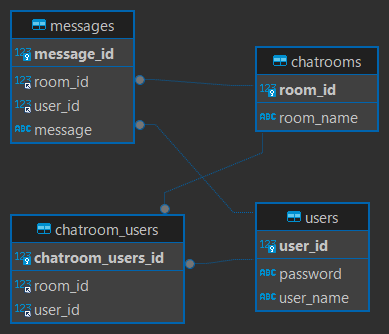 messages
123 message_id
123 room_id
123 user_id
ABC message
chatrooms
123 room_id
ABC room_name
chatroom_users
123 chatroom_users_id
123 room_id
123 user_id
users
123 user_id
ABC password
ABC user_name